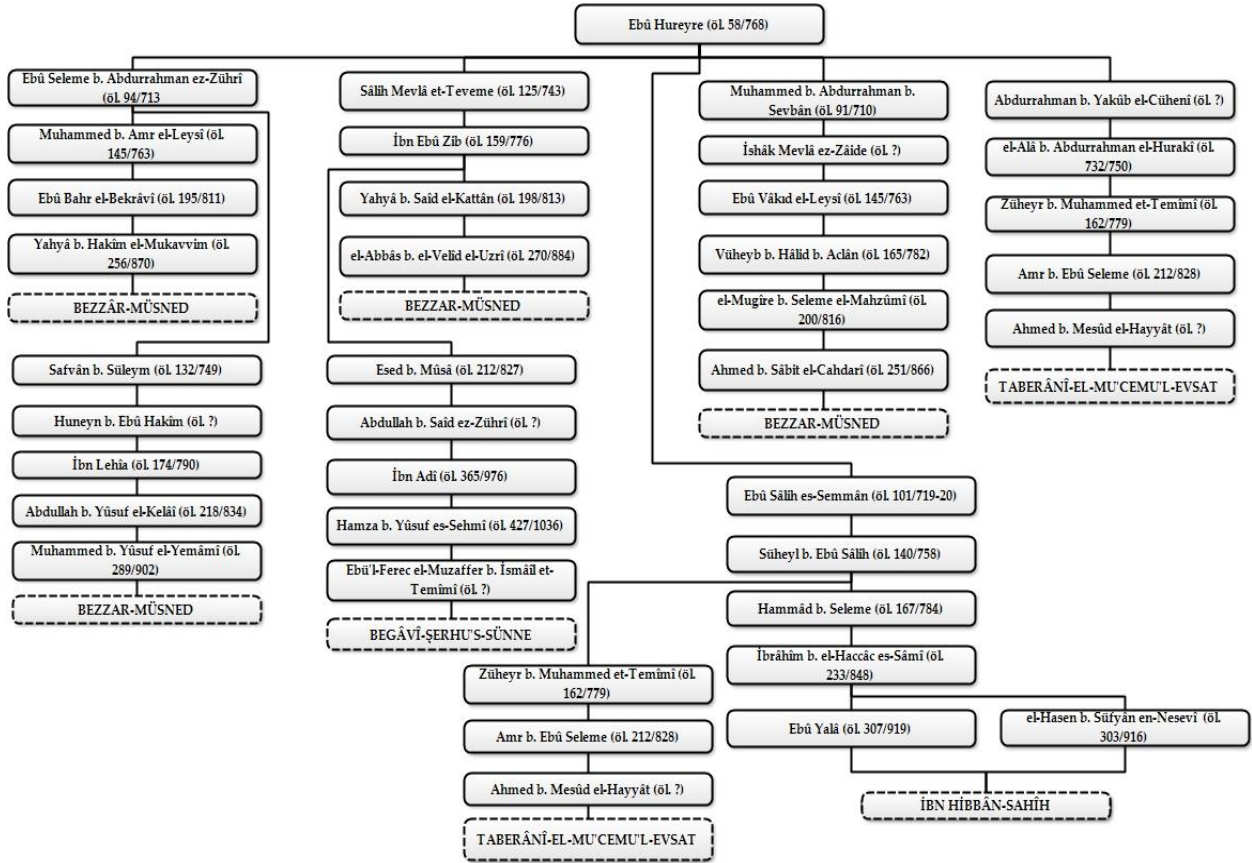 Ebû Hureyre (öl. 58/768)
Ebû Seleme b. Abdurrahman ez-Zührî
(öl. 94/713
Muhammed b. Amr el-Leysî (öl.
145/763)
Ebû Bahr el-Bekrâvî (öl. 195/811)
Yahyâ b. Hakîm el-Mukavvim (öl.
256/870)
BEZZÂR-MÜSNED
Safvân b. Süleym (öl. 132/749)
Huneyn b. Ebû Hakîm (öl. ?)
İbn Lehîa (öl. 174/790)
Abdullah b. Yûsuf el-Kelâî (öl. 218/834)
Muhammed b. Yûsuf el-Yemâmî (öl.
289/902)
BEZZAR-MÜSNED
Sâlih Mevlâ et-Teveme (öl. 125/743)
İbn Ebû Zib (öl. 159/776)
Yahyâ b. Saîd el-Kattân (öl. 198/813)
el-Abbâs b. el-Velîd el-Uzrî (öl. 270/884)
BEZZAR-MÜSNED
Esed b. Mûsâ (öl. 212/827)
Abdullah b. Saîd ez-Zührî (öl. ?)
İbn Adî (öl. 365/976)
Hamza b. Yûsuf es-Sehmî (öl. 427/1036)
Ebü'l-Ferec el-Muzaffer b. İsmâîl et-
Temîmî (öl. ?)
BEGÂVÎ-ŞERHU'S-SÜNNE
Muhammed b. Abdurrahman b.
Sevbân (öl. 91/710)
İshâk Mevlâ ez-Zâide (öl. ?)
Ebû Vâkıd el-Leysî (öl. 145/763)
Vüheyb b. Hâlid b. Aclân (öl. 165/782)
el-Mugîre b. Seleme el-Mahzûmî (öl.
200/816)
Ahmed b. Sâbit el-Cahdarî (öl. 251/866)
BEZZAR-MÜSNED
Abdurrahman b. Yakûb el-Cühenî (öl. ?)
el-Alâ b. Abdurrahman el-Hurakî (öl.
732/750)
Züheyr b. Muhammed et-Temîmî (öl.
162/779)
Amr b. Ebû Seleme (öl. 212/828)
Ahmed b. Mesûd el-Hayyât (öl. ?)
TABERÂNÎ-EL-MU'CEMU'L-EVSAT
Ebû Sâlih es-Semmân (öl. 101/719-20)
Süheyl b. Ebû Sâlih (öl. 140/758)
Hammâd b. Seleme (öl. 167/784)
İbrâhîm b. el-Haccâc es-Sâmî (öl.
233/848)
Ebû Yalâ (öl. 307/919)
el-Hasen b. Süfyân en-Nesevî (öl.
303/916)
İBN HİBBÂN-SAHÎH
Züheyr b. Muhammed et-Temîmî (öl.
162/779)
Amr b. Ebû Seleme (öl. 212/828)
Ahmed b. Mesûd el-Hayyât (öl. ?)
TABERÂNÎ-EL-MU'CEMU'L-EVSAT